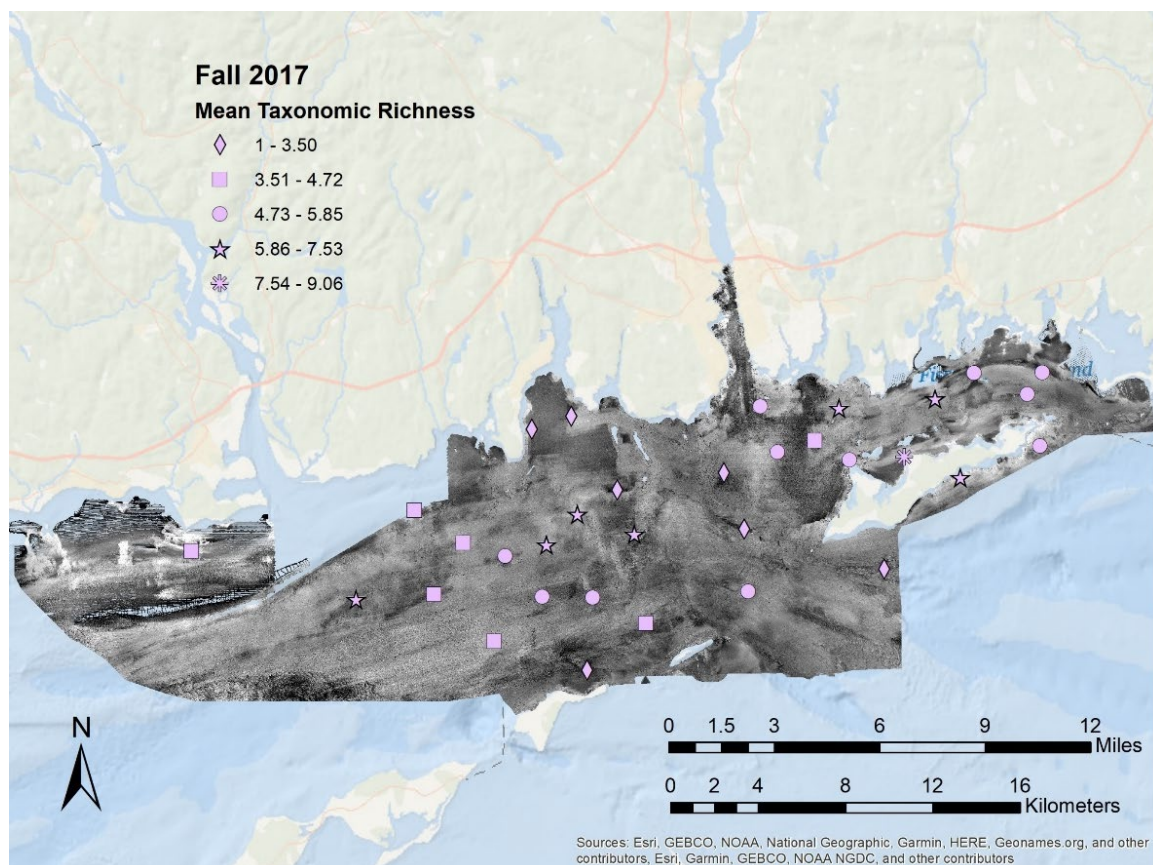 Fall 2017
Mean Taxonomic Richness
1 - 3.50
3.51 - 4.72
4.73 - 5.85
5.86 - 7.53
7.54 - 9.06
N
0 1.5 3 6 9 12
Miles
0 2 4 8 12 16
Kilometers
Sources: Esri, GEBCO, NOAA, National Geographic, Garmin, HERE, Geonames.org, and other
contributors, Esri, Garmin, GEBCO, NOAA NGDC, and other contributors